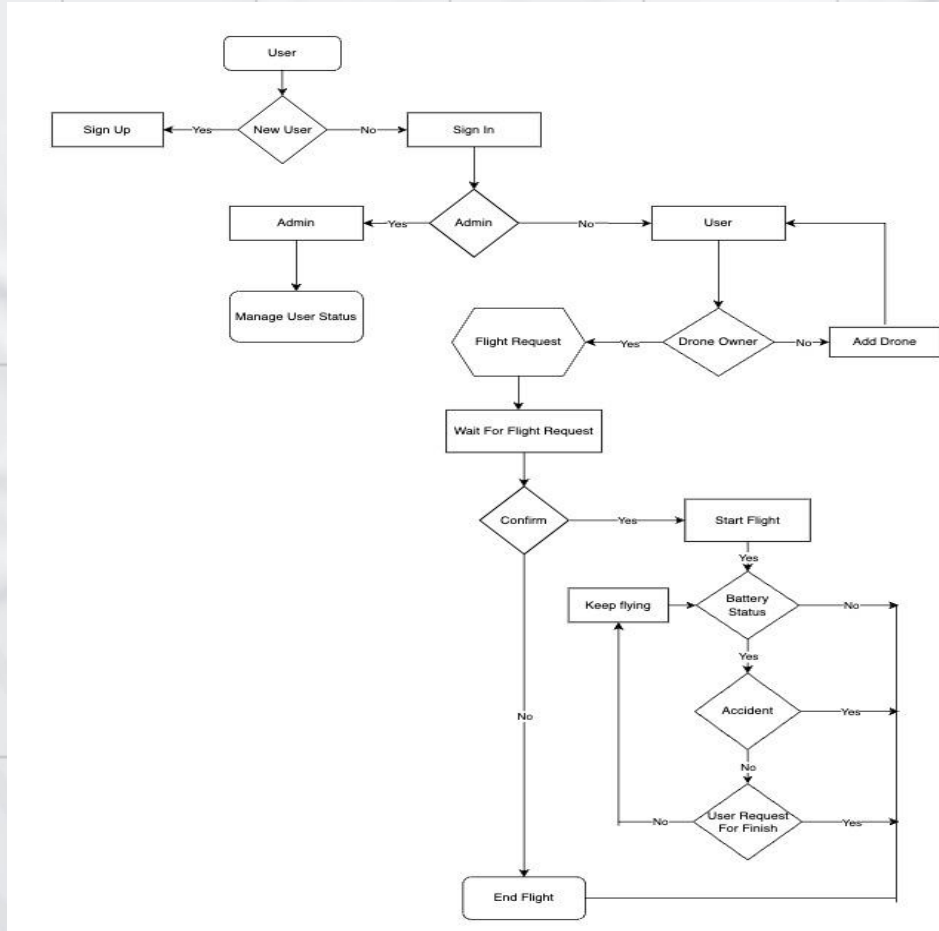 User
Sign Up
Yes
New User
No
Sign In
Admin
Yes
Admin
No
User
Manage User Status
Flight Request
Yes
Drone Owner
No
Add Drone
Wait For Flight Request
Confirm
Yes
Start Flight
Yes
Keep flying
Battery
Status
No
Yes
Accident
Yes
No
No
User Request
For Finish
No
Yes
End Flight